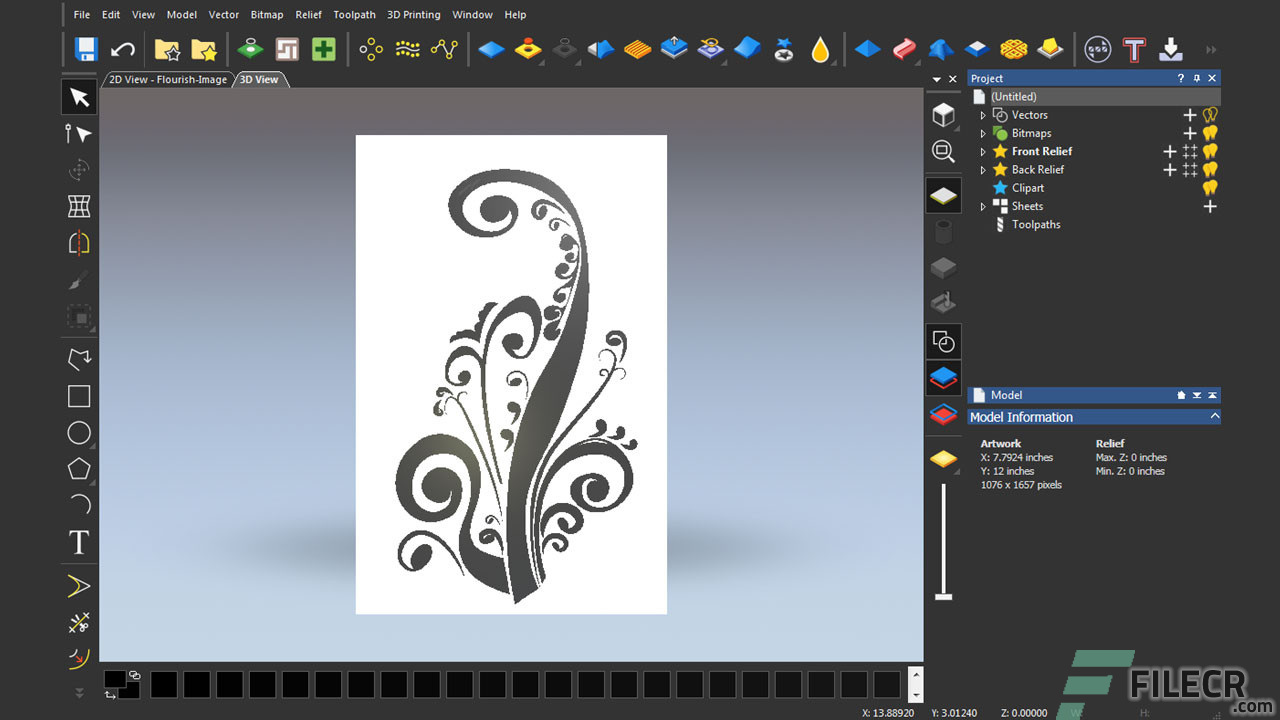 File Edit View Model Vector Bitmap Relief Toolpath 3D Printing Window Help
2D View - Flourish-Image
3D View
Project
(Untitled)
Vectors
Bitmaps
Front Relief
Back Relief
Clipart
Sheets
Toolpaths
Model
Model Information
Artwork
X: 7.7924 inches
Y: 12 inches
1076 x 1657 pixels
Relief
Max. Z: 0 inches
Min. Z: 0 inches
FILECR
.com
X: 13.88920 Y: 3.01240 Z: 0.00000 W: H: